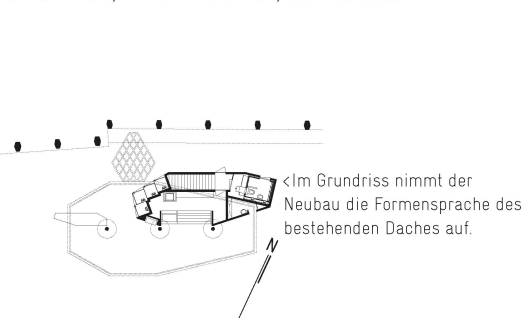 <Im Grundriss nimmt der
Neubau die Formensprache des
bestehenden Daches auf.
N